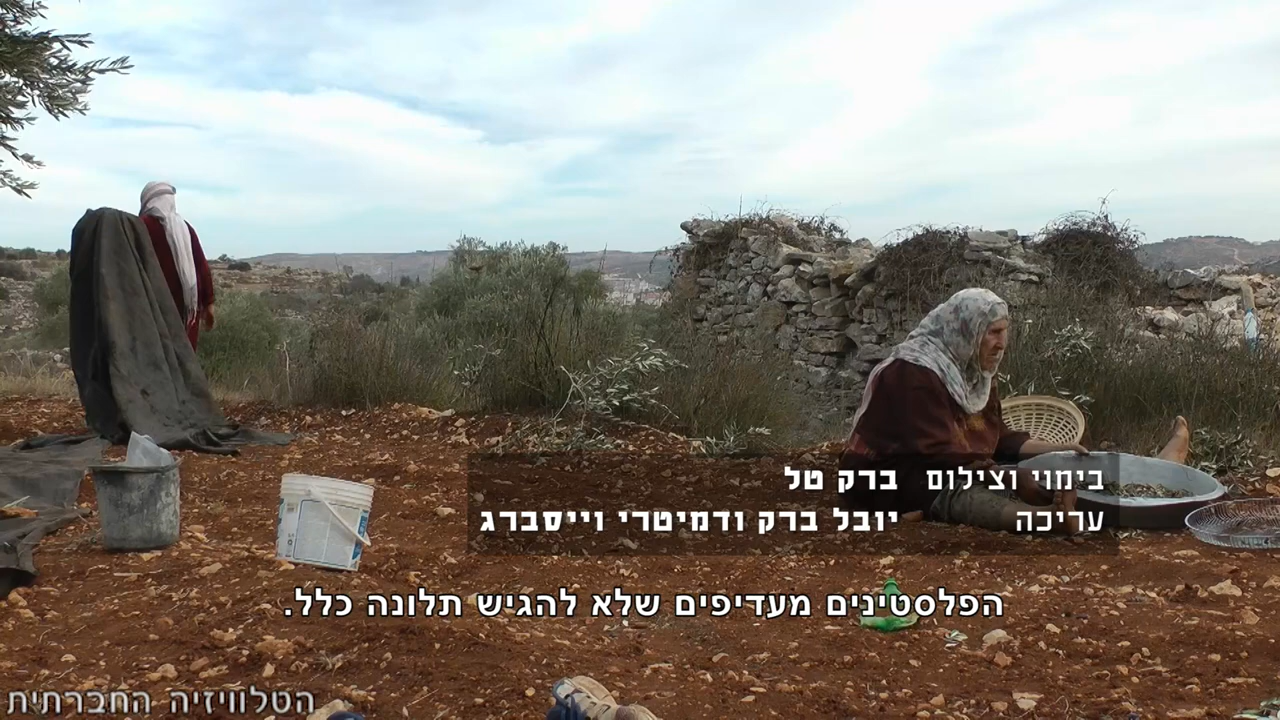 בימוי וצילום ברק טל
עריכה יובל ברק ודמיטרי וייסברג
הפלסטינים מעדיפים שלא להגיש תלונה כלל.
הטלוויזיה החברתית